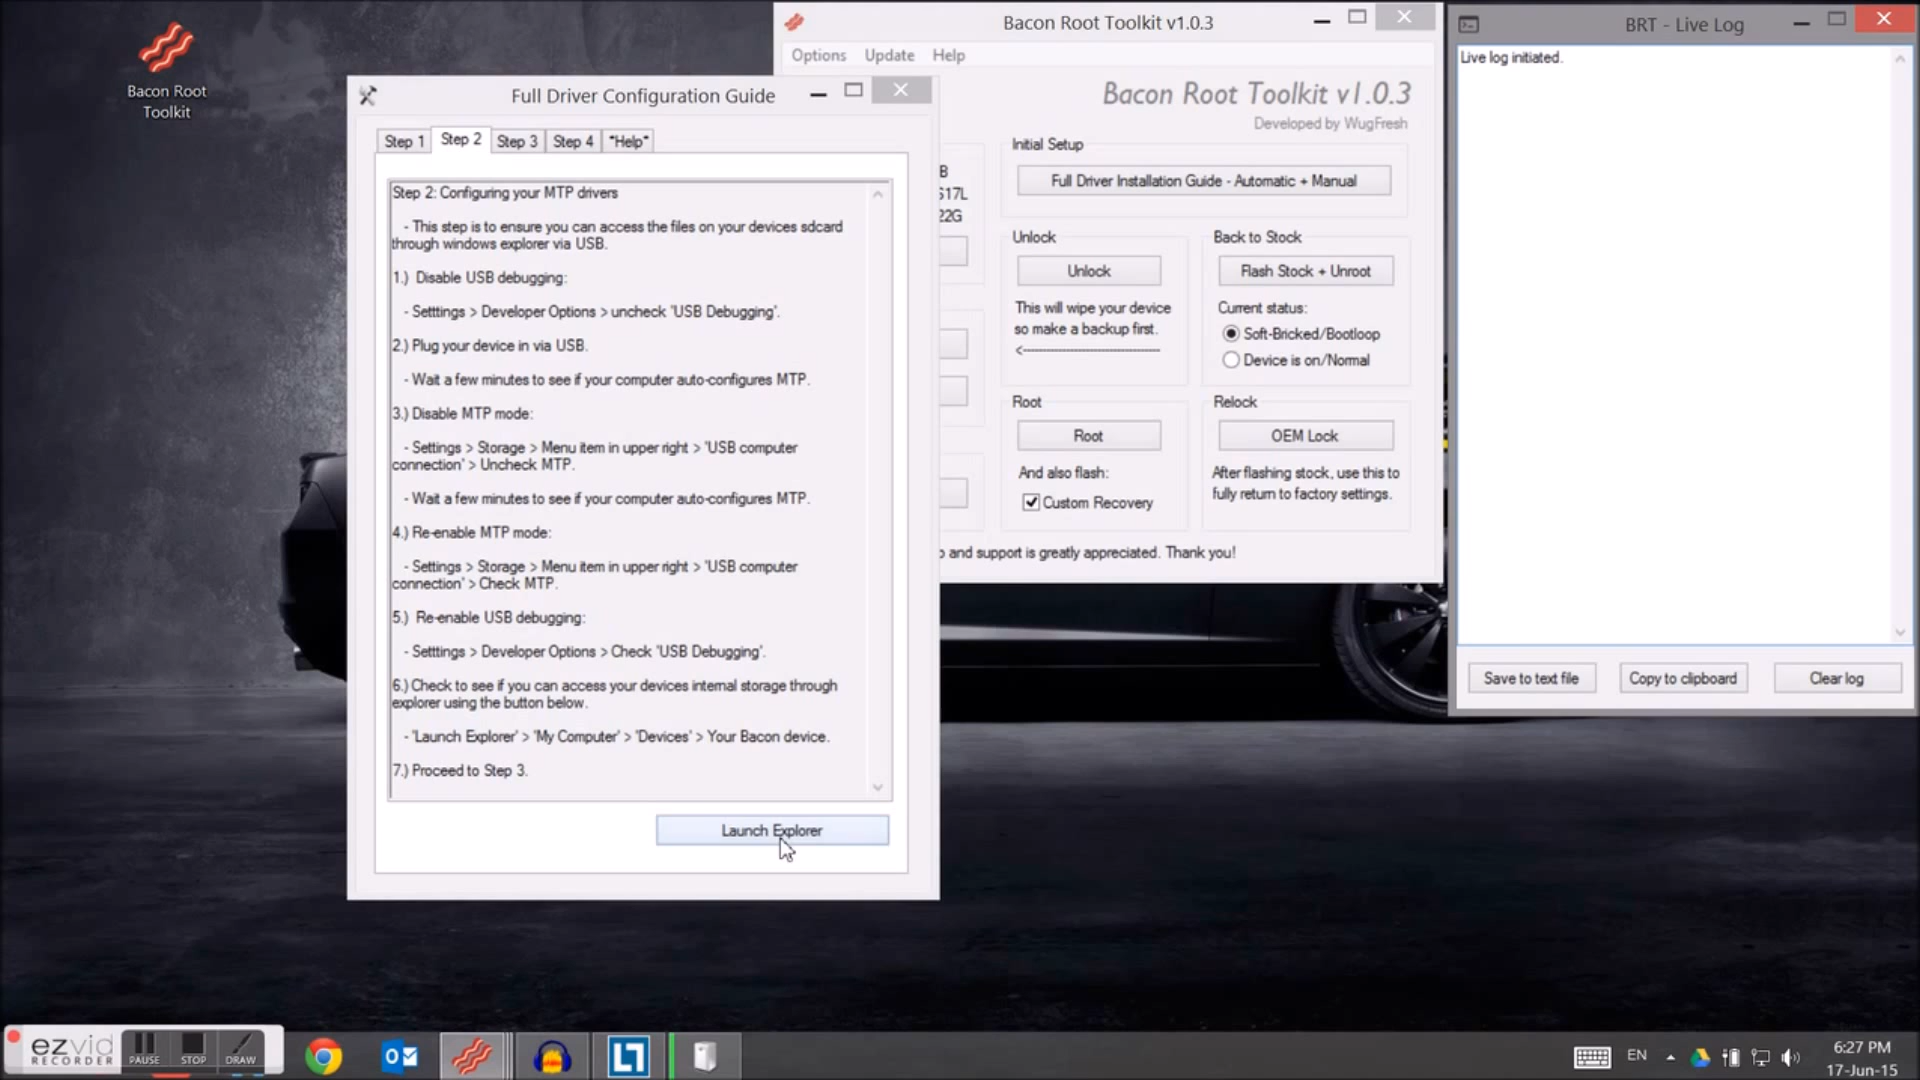 Bacon Root
Toolkit
Bacon Root Toolkit v1.0.3
Options Update Help
Bacon Root Toolkit v1.0.3
Developed by WugFresh
Initial Setup
Full Driver Installation Guide - Automatic + Manual
Unlock
Unlock
This will wipe your device
so make a backup first.
<--------------------------------
Back to Stock
Flash Stock + Unroot
Current status:
Soft-Bricked/Bootloop
Device is on/Normal
Root
Root
And also flash:
Custom Recovery
Relock
OEM Lock
After flashing stock, use this to
fully return to factory settings.
and support is greatly appreciated. Thank you!
Full Driver Configuration Guide
Step 1 Step 2 Step 3 Step 4 *Help*
Step 2: Configuring your MTP drivers
- This step is to ensure you can access the files on your devices sdcard
through windows explorer via USB.
1.) Disable USB debugging:
- Setttings > Developer Options > uncheck 'USB Debugging'.
2.) Plug your device in via USB.
- Wait a few minutes to see if your computer auto-configures MTP.
3.) Disable MTP mode:
- Settings > Storage > Menu item in upper right > 'USB computer
connection' > Uncheck MTP.
- Wait a few minutes to see if your computer auto-configures MTP.
4.) Re-enable MTP mode:
- Settings > Storage > Menu item in upper right > 'USB computer
connection' > Check MTP.
5.) Re-enable USB debugging:
- Setttings > Developer Options > Check 'USB Debugging'.
6.) Check to see if you can access your devices internal storage through
explorer using the button below.
- 'Launch Explorer' > 'My Computer' > 'Devices' > Your Bacon device.
7.) Proceed to Step 3.
Launch Explorer
BRT - Live Log
Live log initiated.
Save to text file Copy to clipboard Clear log
ezvid
RECORDER
PAUSE STOP DRAW
EN
6:27 PM
17-Jun-15